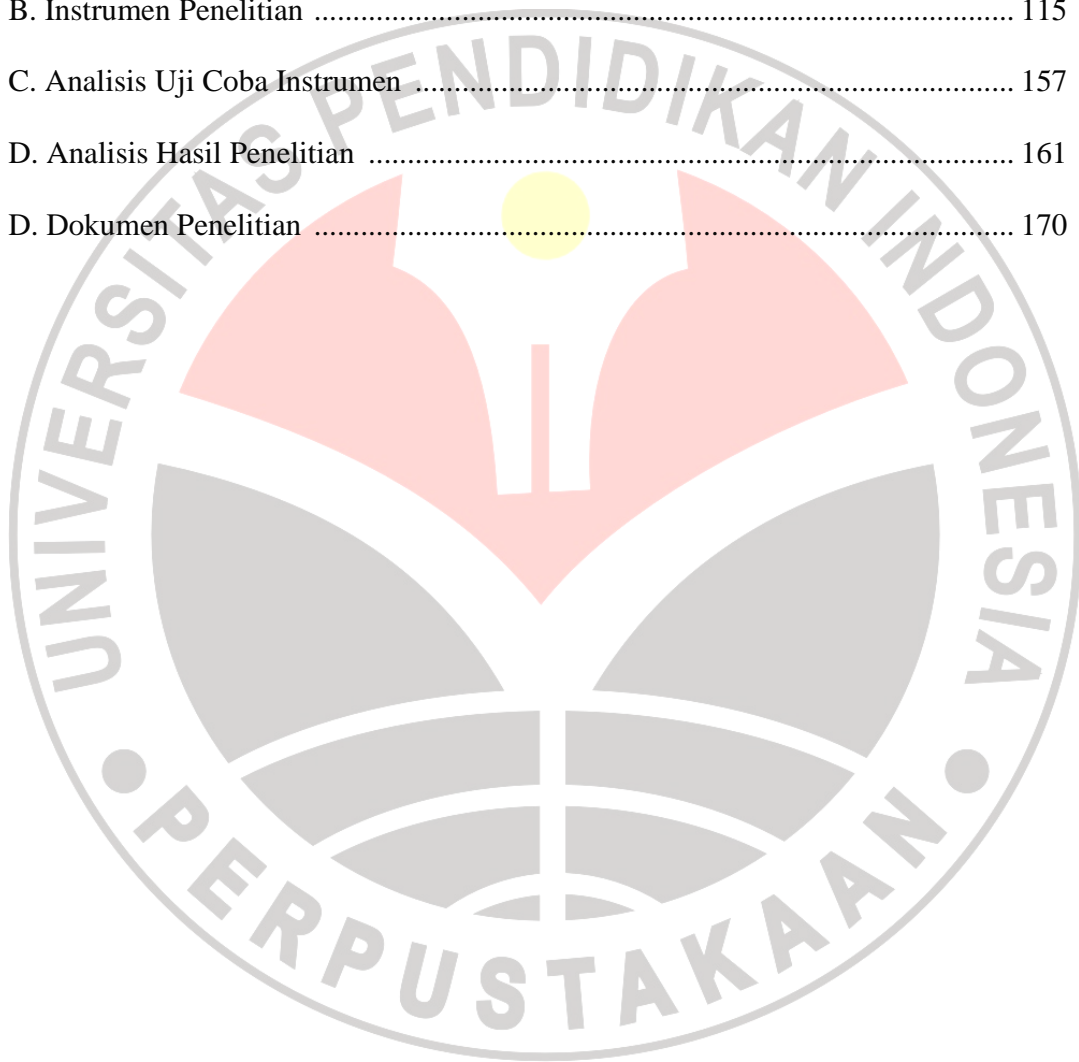 B. Instrumen Penelitian ........................................................................................................ 115
C. Analisis Uji Coba Instrumen ......................................................................................... 157
D. Analisis Hasil Penelitian ................................................................................................ 161
D. Dokumen Penelitian ........................................................................................................ 170
UNIVERSITAS PENDIDIKAN INDONESIA
PERPUSTAKAAN